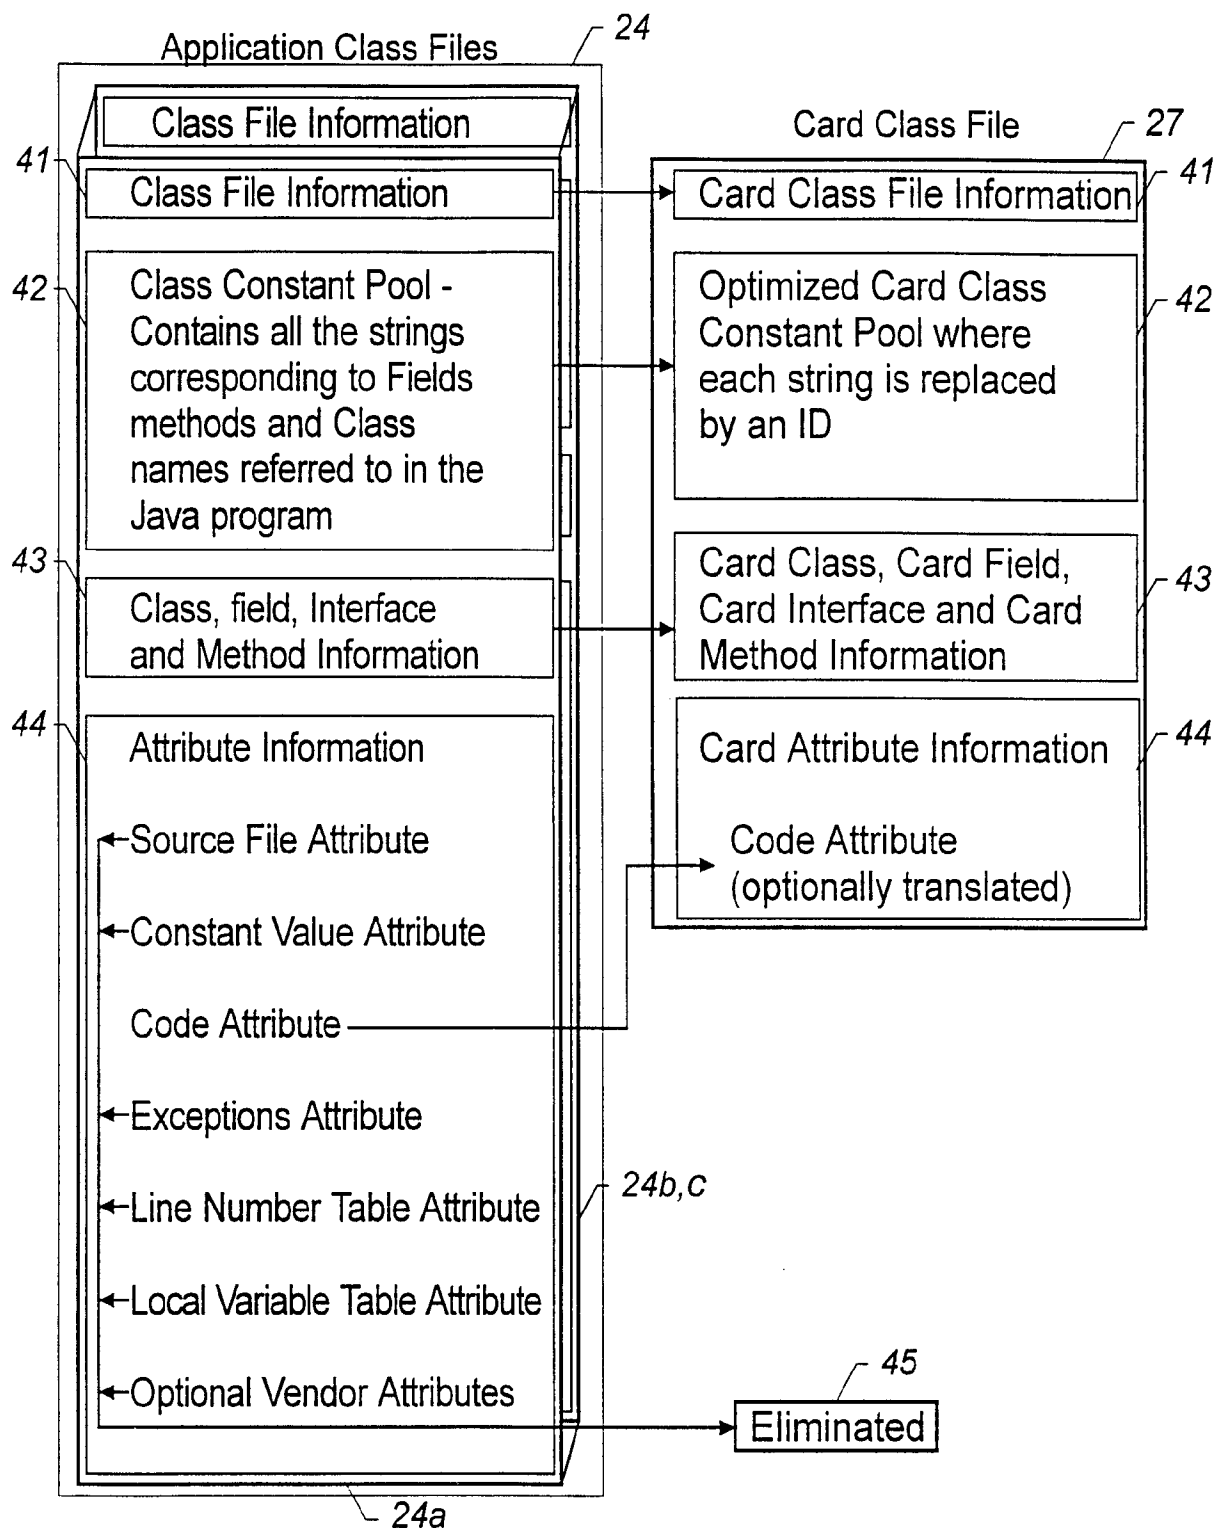 24
Application Class Files
Class File Information
41
Class File Information
42
Class Constant Pool -
Contains all the strings
corresponding to Fields
methods and Class
names referred to in the
Java program
43
Class, field, Interface
and Method Information
44
Attribute Information
Source File Attribute
Constant Value Attribute
Code Attribute
Exceptions Attribute
Line Number Table Attribute
Local Variable Table Attribute
Optional Vendor Attributes
24b,c
24a
Card Class File
27
Card Class File Information
41
Optimized Card Class
Constant Pool where
each string is replaced
by an ID
42
Card Class, Card Field,
Card Interface and Card
Method Information
43
Card Attribute Information
44
Code Attribute
(optionally translated)
45
Eliminated